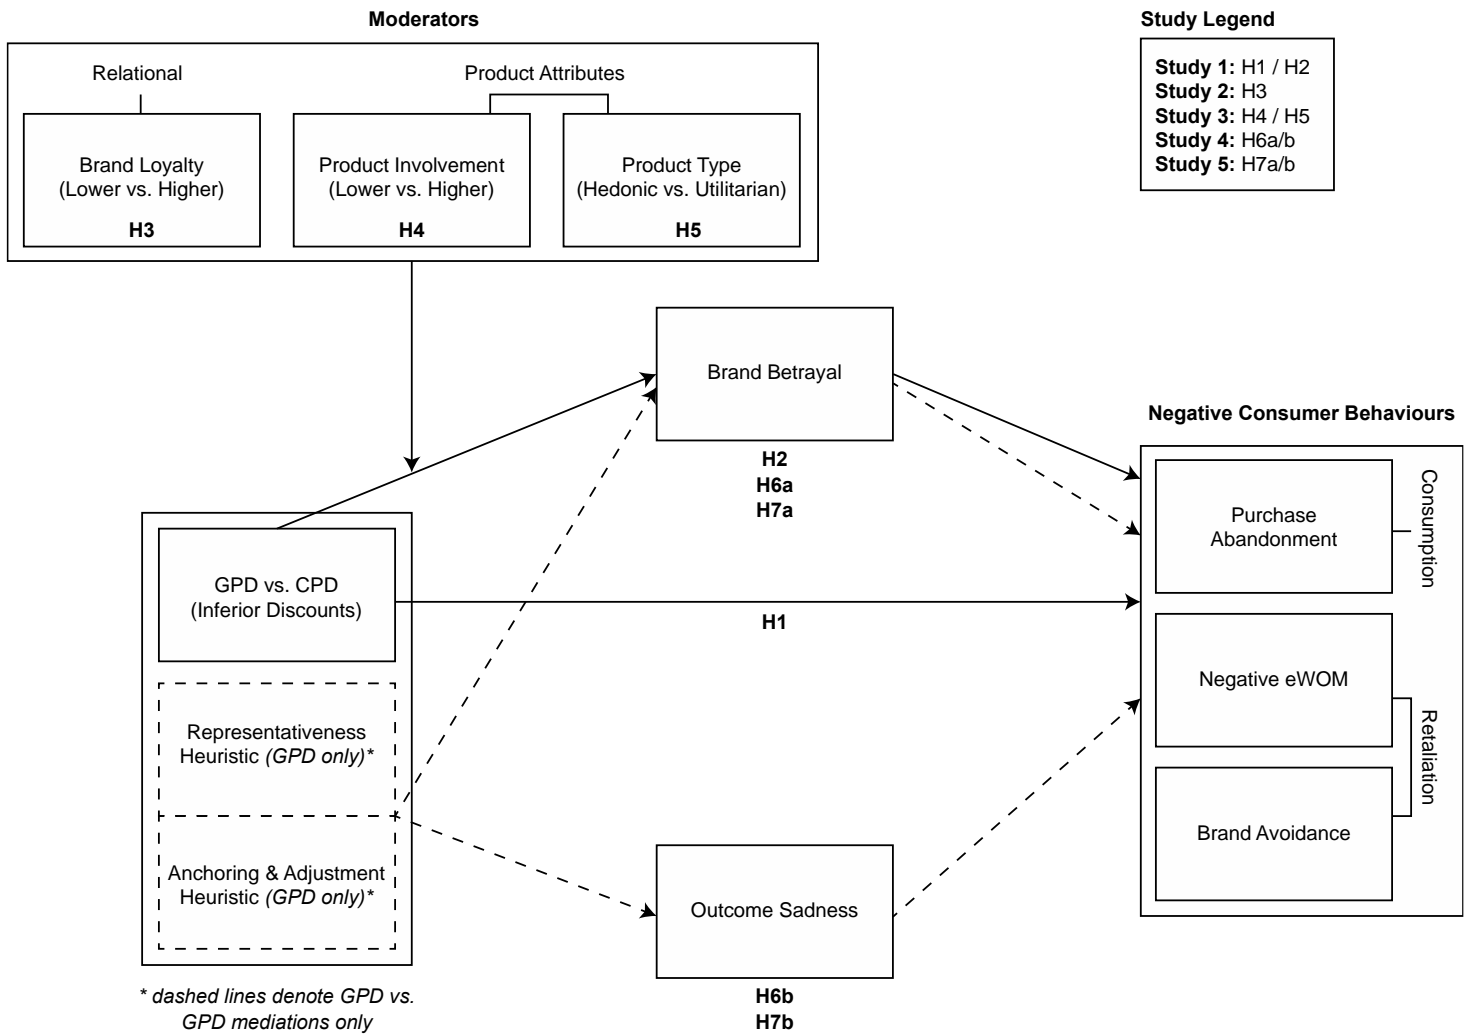 Moderators
Relational
Product Attributes
Brand Loyalty
(Lower vs. Higher)
H3
Product Involvement
(Lower vs. Higher)
H4
Product Type
(Hedonic vs. Utilitarian)
H5
Study Legend
Study 1: H1 / H2
Study 2: H3
Study 3: H4 / H5
Study 4: H6a/b
Study 5: H7a/b
Brand Betrayal
H2
H6a
H7a
GPD vs. CPD
(Inferior Discounts)
H1
Representativeness
Heuristic (GPD only)*
Anchoring & Adjustment
Heuristic (GPD only)*
* dashed lines denote GPD vs.
GPD mediations only
Outcome Sadness
H6b
H7b
Negative Consumer Behaviours
Purchase
Abandonment
Consumption
Negative eWOM
Brand Avoidance
Retaliation